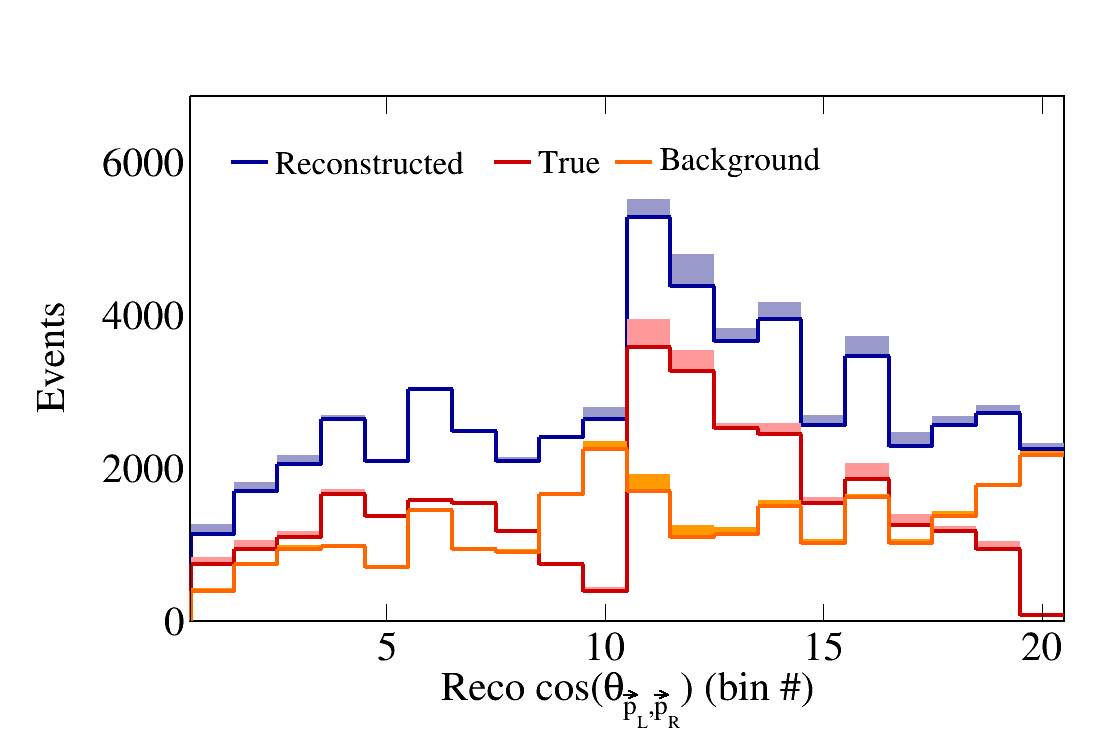 Reconstructed True Background
6000
4000
2000
0
Events
5 10 15 20
Reco cos(θ p⃗L,p⃗R) (bin #)